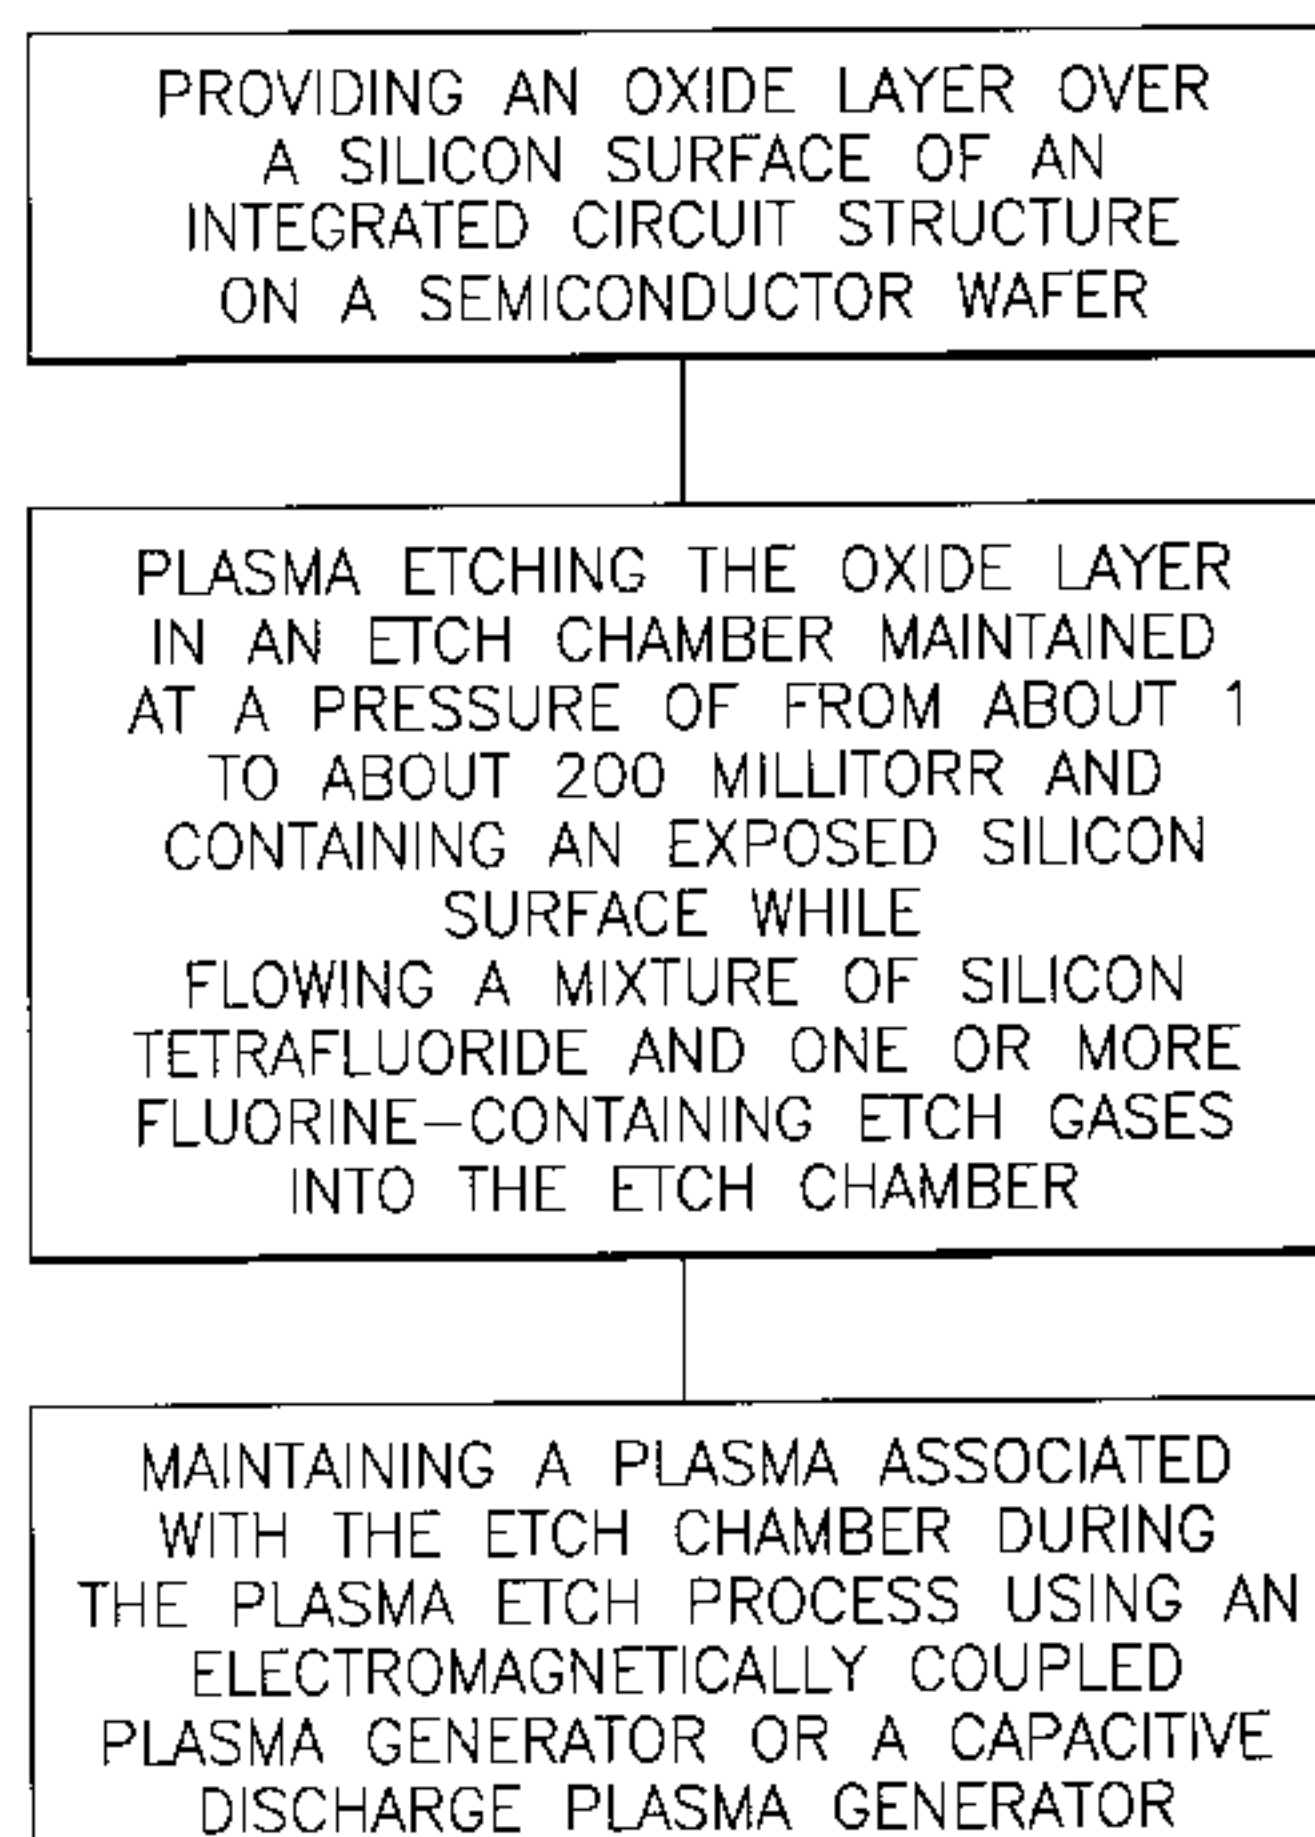 PROVIDING AN OXIDE LAYER OVER
A SILICON SURFACE OF AN
INTEGRATED CIRCUIT STRUCTURE
ON A SEMICONDUCTOR WAFER
PLASMA ETCHING THE OXIDE LAYER
IN AN ETCH CHAMBER MAINTAINED
AT A PRESSURE OF FROM ABOUT 1
TO ABOUT 200 MILLITORR AND
CONTAINING AN EXPOSED SILICON
SURFACE WHILE
FLOWING A MIXTURE OF SILICON
TETRAFLUORIDE AND ONE OR MORE
FLUORINE-CONTAINING ETCH GASES
INTO THE ETCH CHAMBER
MAINTAINING A PLASMA ASSOCIATED
WITH THE ETCH CHAMBER DURING
THE PLASMA ETCH PROCESS USING AN
ELECTROMAGNETICALLY COUPLED
PLASMA GENERATOR OR A CAPACITIVE
DISCHARGE PLASMA GENERATOR